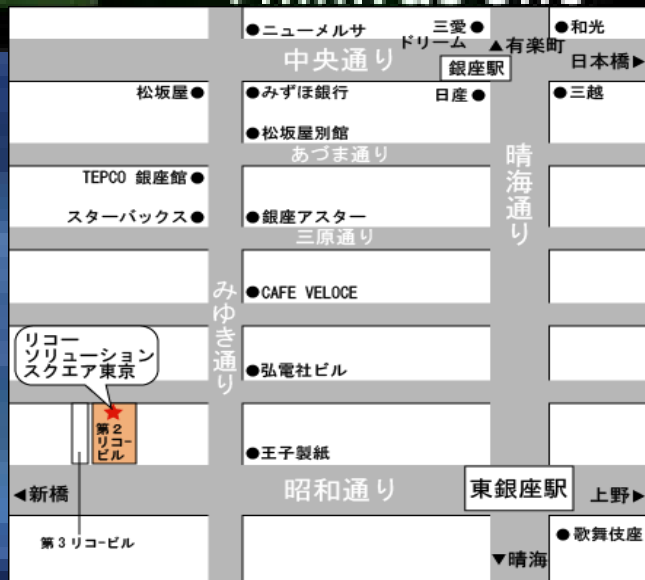 ●ニューメルサ
三愛●
ドリーム
●和光
▲有楽町
中央通り
銀座駅
日本橋▶
松坂屋●
●みずほ銀行
日産●
●三越
●松坂屋別館
あづま通り
晴海通り
TEPCO 銀座館●
スターバックス●
●銀座アスター
三原通り
みゆき通り
●CAFE VELOCE
リコー
ソリューション
スクエア東京
●弘電社ビル
第2
リコー
ビル
●王子製紙
◀新橋
昭和通り
東銀座駅
上野▶
第3リコービル
●歌舞伎座
▼晴海